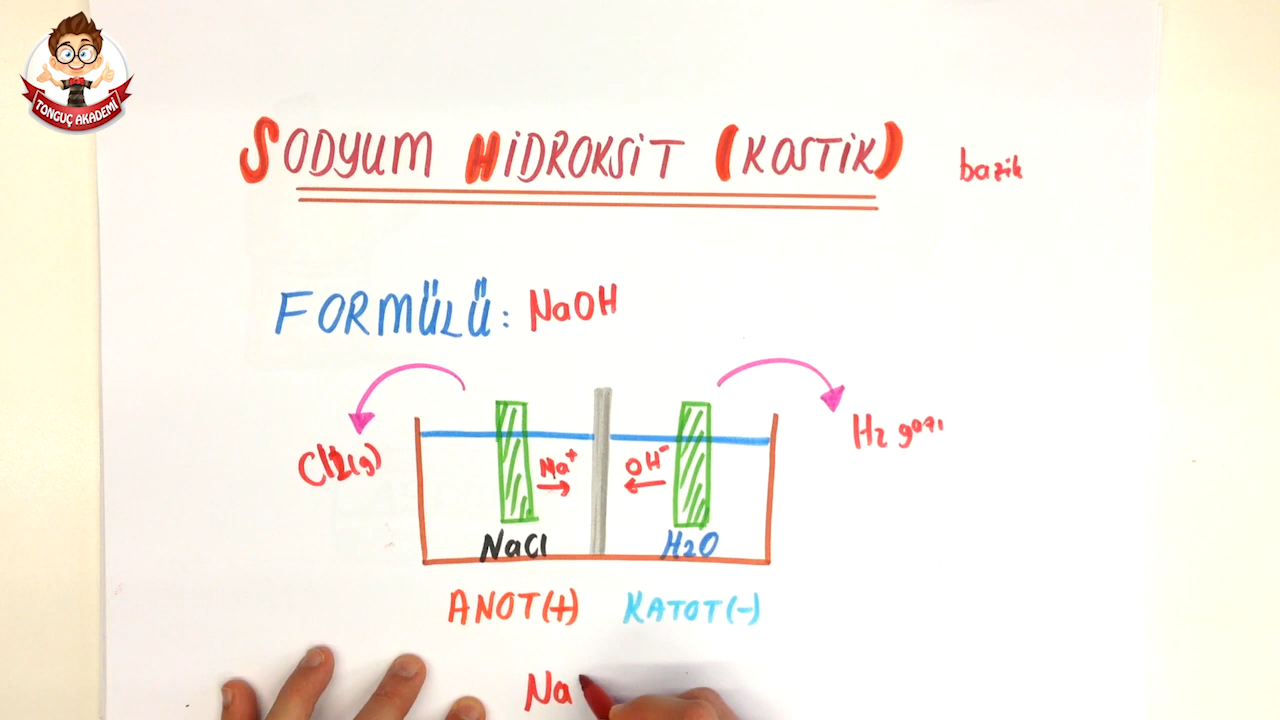 TONGUÇ AKADEMİ
SODYUM HİDROKSİT (KOSTİK) bazik
FORMÜLÜ: NaOH
Cl2(g)
H2 gazı
Na+
OH-
NaCl
H2O
ANOT(+)
KATOT(-)
Na